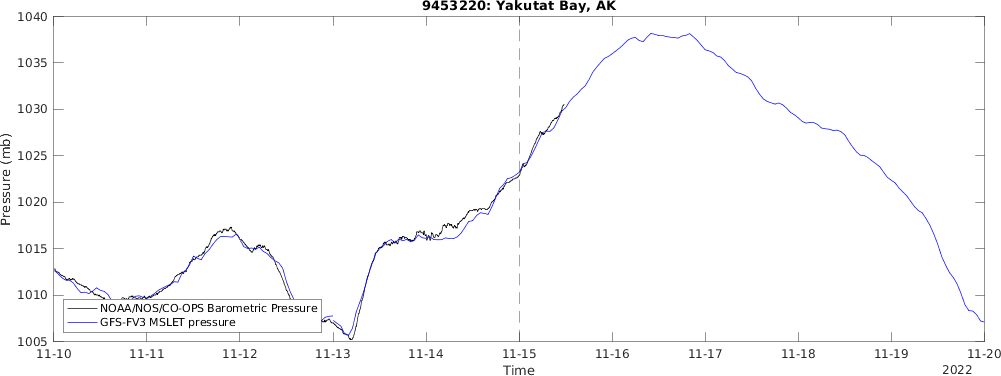 9453220: Yakutat Bay, AK
1040
1035
1030
1025
1020
1015
1010
1005
Pressure (mb)
NOAA/NOS/CO-OPS Barometric Pressure
GFS-FV3 MSLET pressure
11-10 11-11 11-12 11-13 11-14 11-15 11-16 11-17 11-18 11-19 11-20
Time
2022